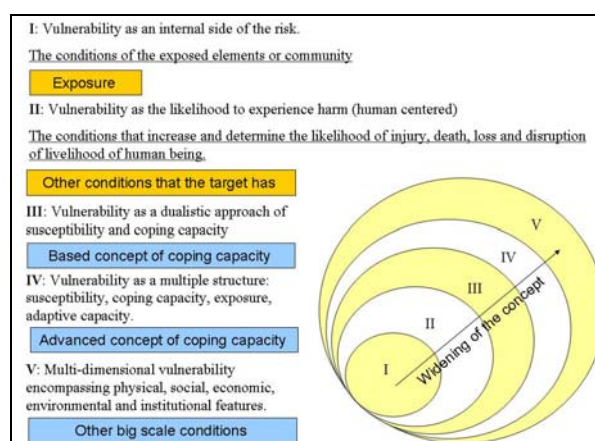 I: Vulnerability as an internal side of the risk.
The conditions of the exposed elements or community
Exposure
II: Vulnerability as the likelihood to experience harm (human centered)
The conditions that increase and determine the likelihood of injury, death, loss and disruption
of livelihood of human being.
Other conditions that the target has
III: Vulnerability as a dualistic approach of
susceptibility and coping capacity
Based concept of coping capacity
IV: Vulnerability as a multiple structure:
susceptibility, coping capacity, exposure,
adaptive capacity.
Advanced concept of coping capacity
V: Multi-dimensional vulnerability
encompassing physical, social, economic,
environmental and institutional features.
Other big scale conditions
V
IV
III
II
I
Widening of the concept